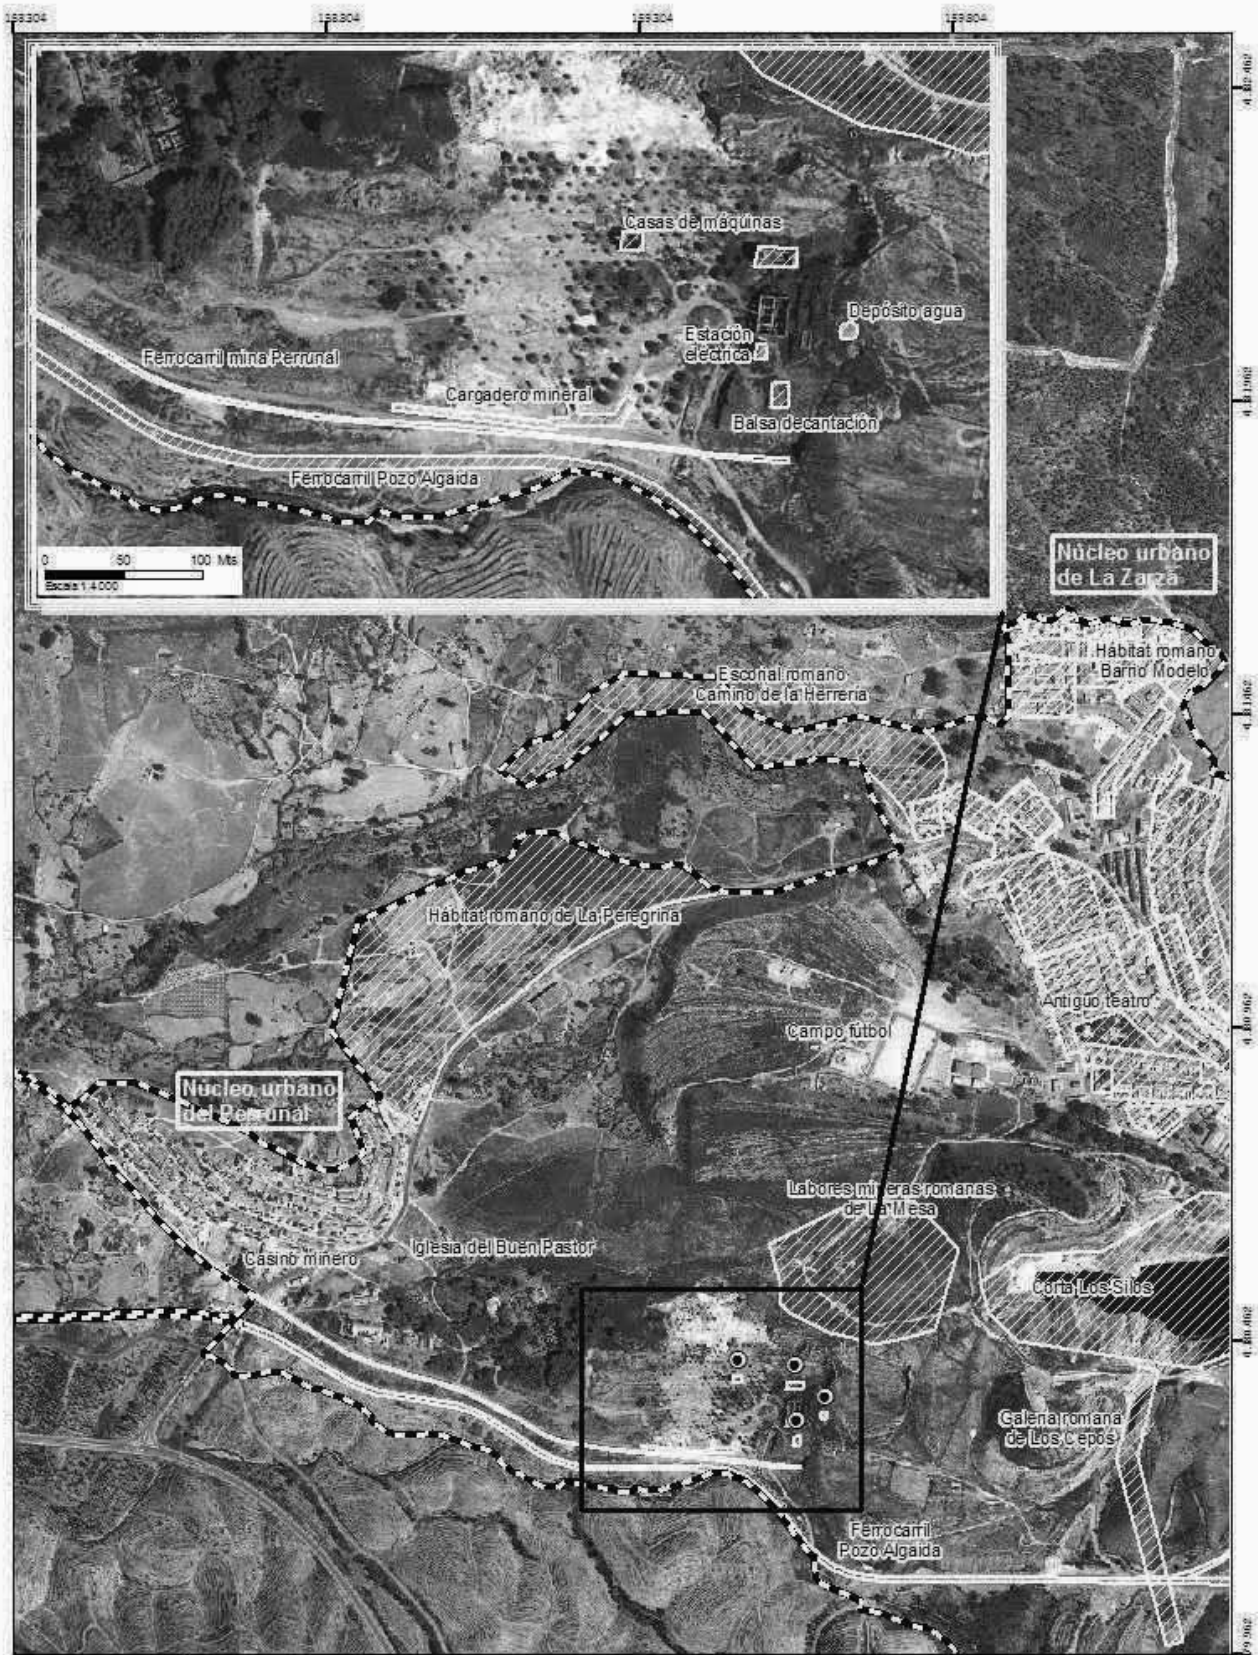 Casas de máquinas
Depósito agua
Estación
eléctrica
Ferrocarril mina Perrunal
Cargadero mineral
Balsa decantación
Ferrocarril Pozo Algaida
0 50 100 Mts
Escala 1:4.000
Núcleo urbano
de La Zarza
Hábitat romano
Barrio Modelo
Escorial romano
Camino de la Herrería
Hábitat romano de La Peregrina
Antiguo teatro
Campo fútbol
Núcleo urbano
del Perrunal
Labores mineras romanas
de La Mesa
Iglesia del Buen Pastor
Casino minero
Corta Los Silos
Galería romana
de Los Cepos
Ferrocarril
Pozo Algaida